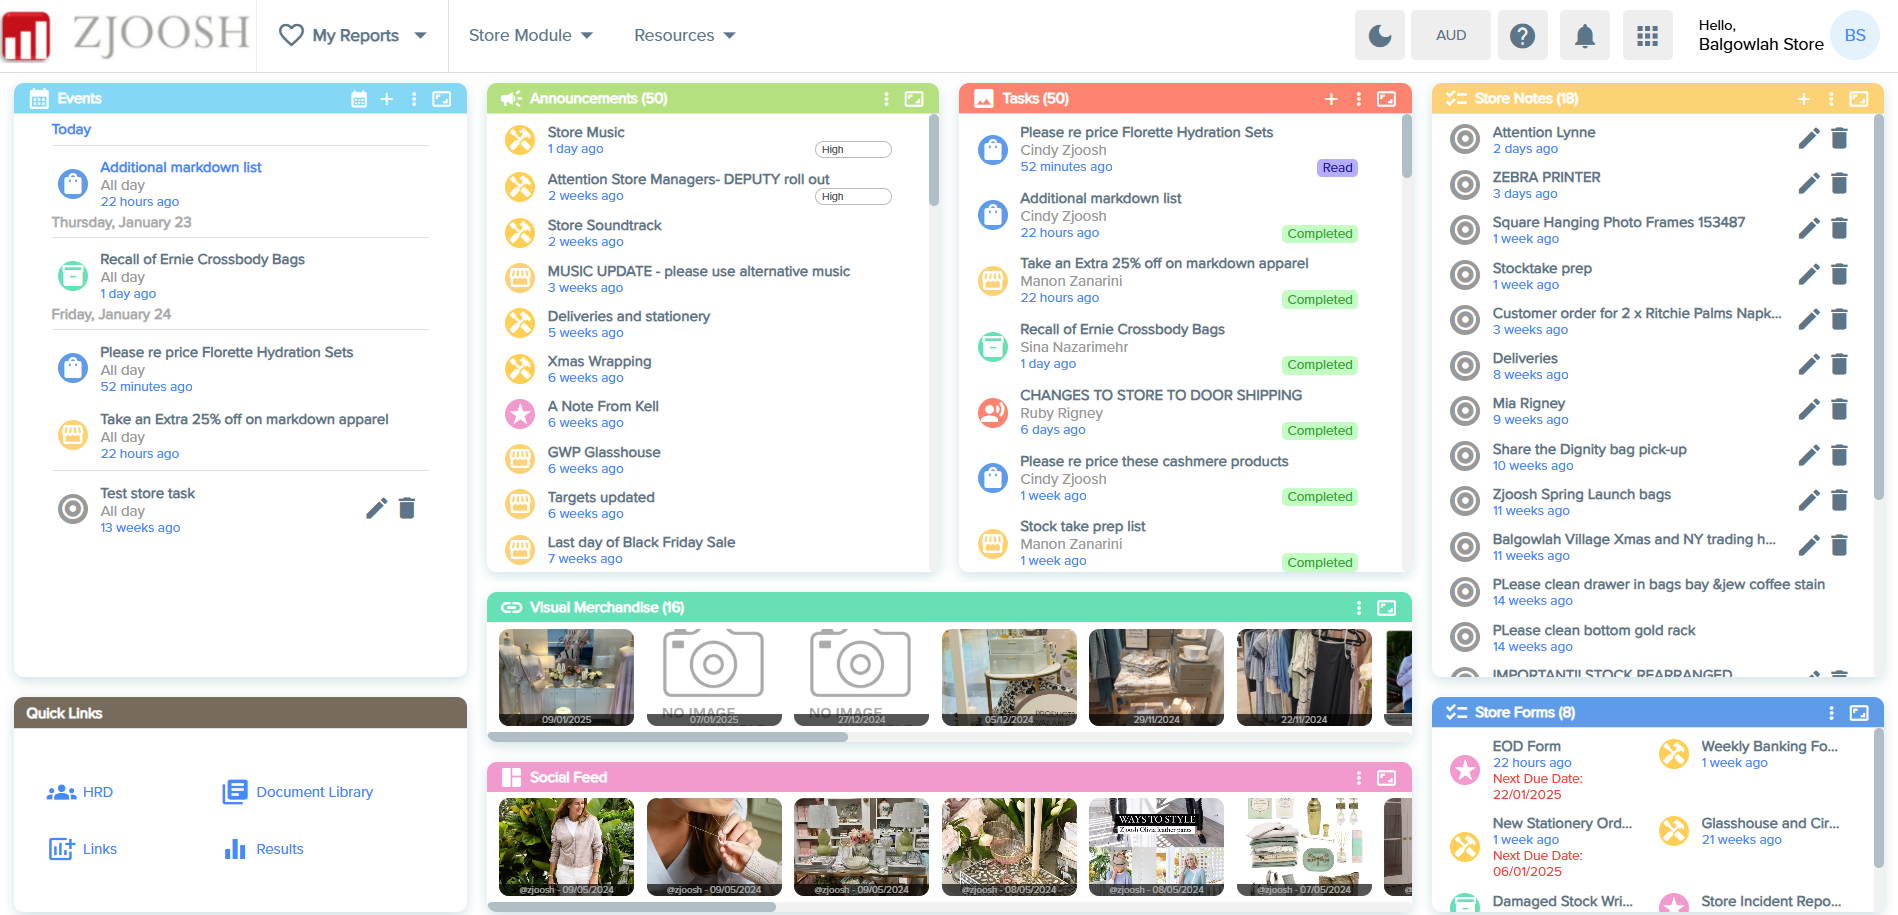 ZJOOSH
My Reports
Store Module
Resources
AUD
Hello,
Balgowlah Store
BS
Events
Today
Additional markdown list
All day
22 hours ago
Thursday, January 23
Recall of Ernie Crossbody Bags
All day
1 day ago
Friday, January 24
Please re price Florette Hydration Sets
All day
52 minutes ago
Take an Extra 25% off on markdown apparel
All day
22 hours ago
Test store task
All day
13 weeks ago
Quick Links
HRD
Document Library
Links
Results
Announcements (50)
Store Music
1 day ago
High
Attention Store Managers- DEPUTY roll out
2 weeks ago
High
Store Soundtrack
2 weeks ago
MUSIC UPDATE - please use alternative music
3 weeks ago
Deliveries and stationery
5 weeks ago
Xmas Wrapping
6 weeks ago
A Note From Kell
6 weeks ago
GWP Glasshouse
6 weeks ago
Targets updated
6 weeks ago
Last day of Black Friday Sale
7 weeks ago
Tasks (50)
Please re price Florette Hydration Sets
Cindy Zjoosh
52 minutes ago
Read
Additional markdown list
Cindy Zjoosh
22 hours ago
Completed
Take an Extra 25% off on markdown apparel
Manon Zanarini
22 hours ago
Completed
Recall of Ernie Crossbody Bags
Sina Nazarimehr
1 day ago
Completed
CHANGES TO STORE TO DOOR SHIPPING
Ruby Rigney
6 days ago
Completed
Please re price these cashmere products
Cindy Zjoosh
1 week ago
Completed
Stock take prep list
Manon Zanarini
1 week ago
Completed
Visual Merchandise (16)
09/01/2025
NO IMAGE
07/01/2025
NO IMAGE
27/12/2024
PRODUCTS
05/12/2024
29/11/2024
22/11/2024
Social Feed
@zjoosh - 09/05/2024
@zjoosh - 09/05/2024
@zjoosh - 09/05/2024
@zjoosh - 08/05/2024
WAYS TO STYLE
Zjoosh Olivia leather pants
@zjoosh - 08/05/2024
@zjoosh - 07/05/2024
Store Notes (18)
Attention Lynne
2 days ago
ZEBRA PRINTER
3 days ago
Square Hanging Photo Frames 153487
1 week ago
Stocktake prep
1 week ago
Customer order for 2 x Ritchie Palms Napk...
3 weeks ago
Deliveries
8 weeks ago
Mia Rigney
9 weeks ago
Share the Dignity bag pick-up
10 weeks ago
Zjoosh Spring Launch bags
11 weeks ago
Balgowlah Village Xmas and NY trading h...
11 weeks ago
PLease clean drawer in bags bay &jew coffee stain
14 weeks ago
PLease clean bottom gold rack
14 weeks ago
IMPORTANT!! STOCK REARRANGED
Store Forms (8)
EOD Form
22 hours ago
Next Due Date:
22/01/2025
Weekly Banking Fo...
1 week ago
New Stationery Ord...
1 week ago
Next Due Date:
06/01/2025
Glasshouse and Cir...
21 weeks ago
Damaged Stock Wri...
Store Incident Repo...